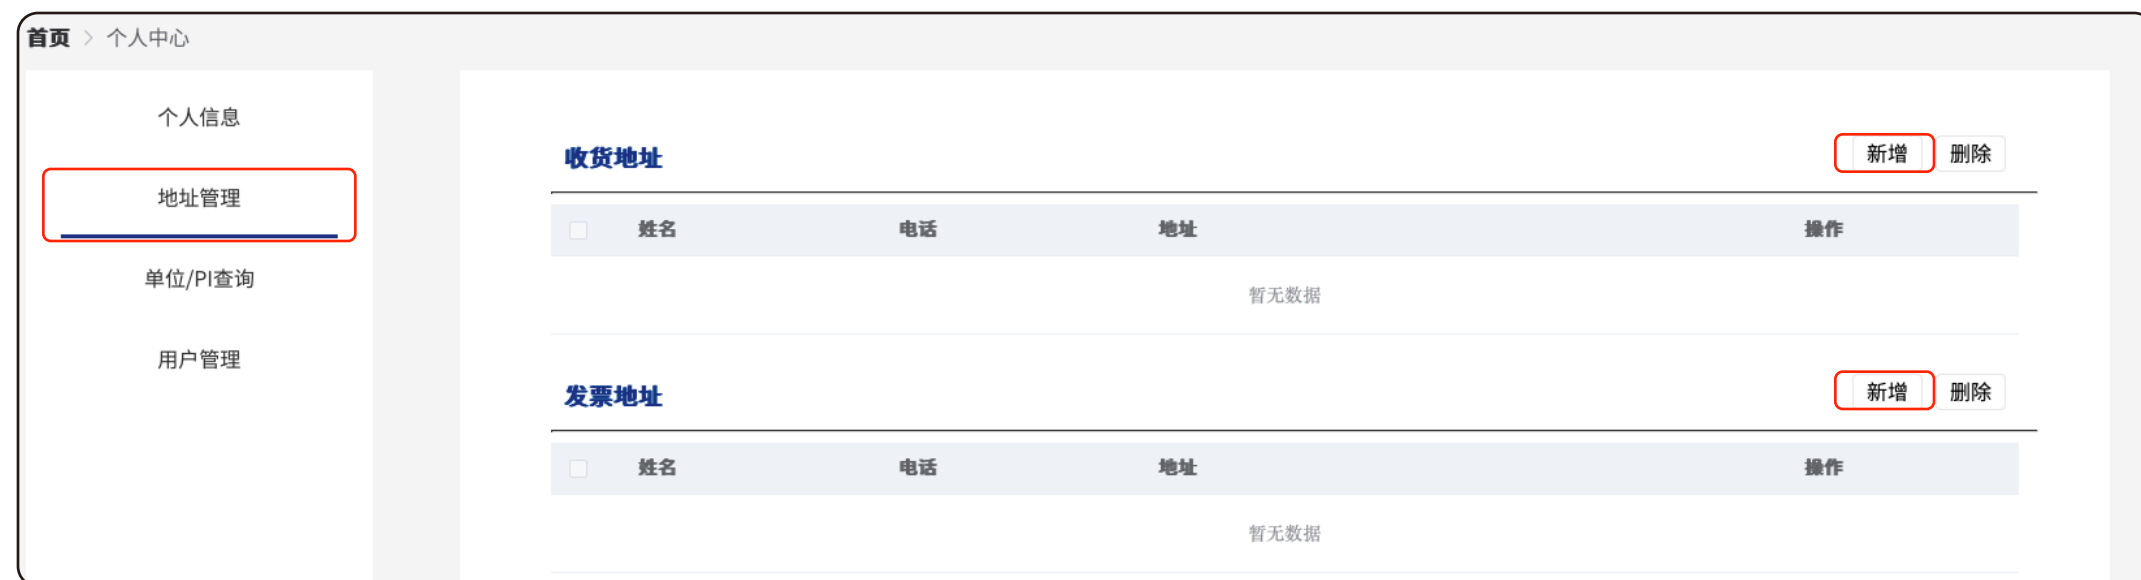 首页 > 个人中心
个人信息
地址管理
单位/PI查询
用户管理
收货地址 新增 删除
姓名 电话 地址 操作
暂无数据
发票地址 新增 删除
姓名 电话 地址 操作
暂无数据